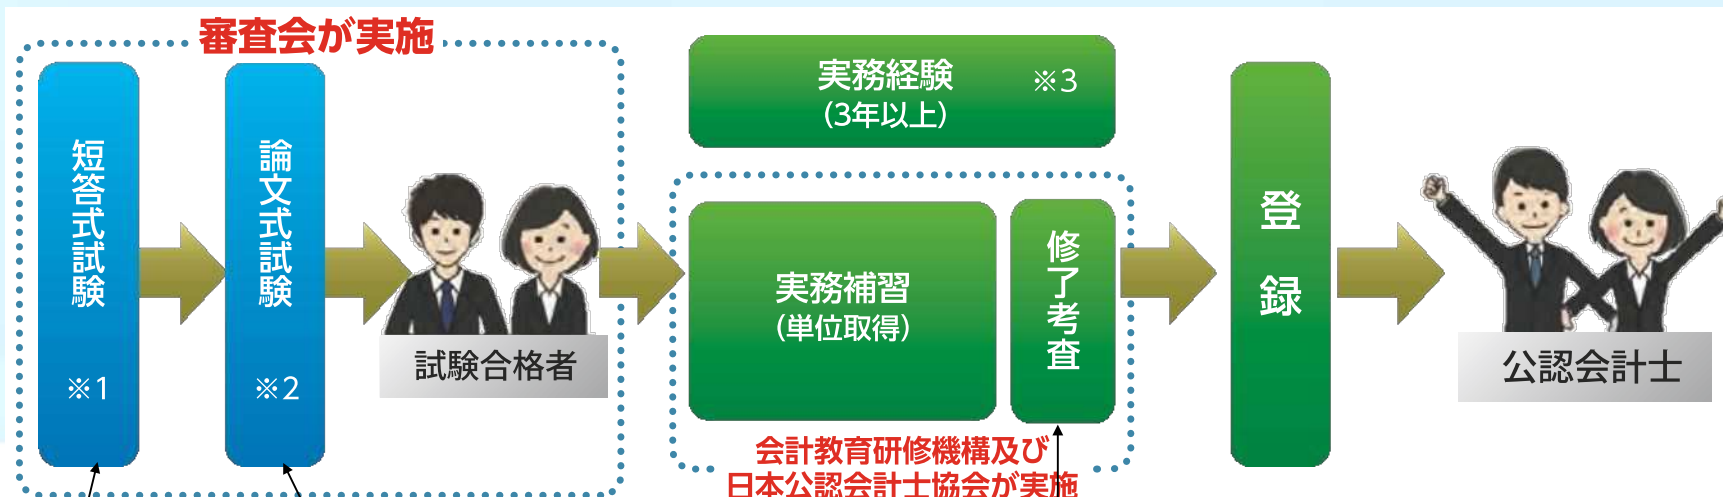 審査会が実施
短答式試験
※1
論文式試験
※2
試験合格者
実務経験 ※3
(3年以上)
実務補習
(単位取得)
修了考査
会計教育研修機構及び
日本公認会計士協会が実施
登録
公認会計士